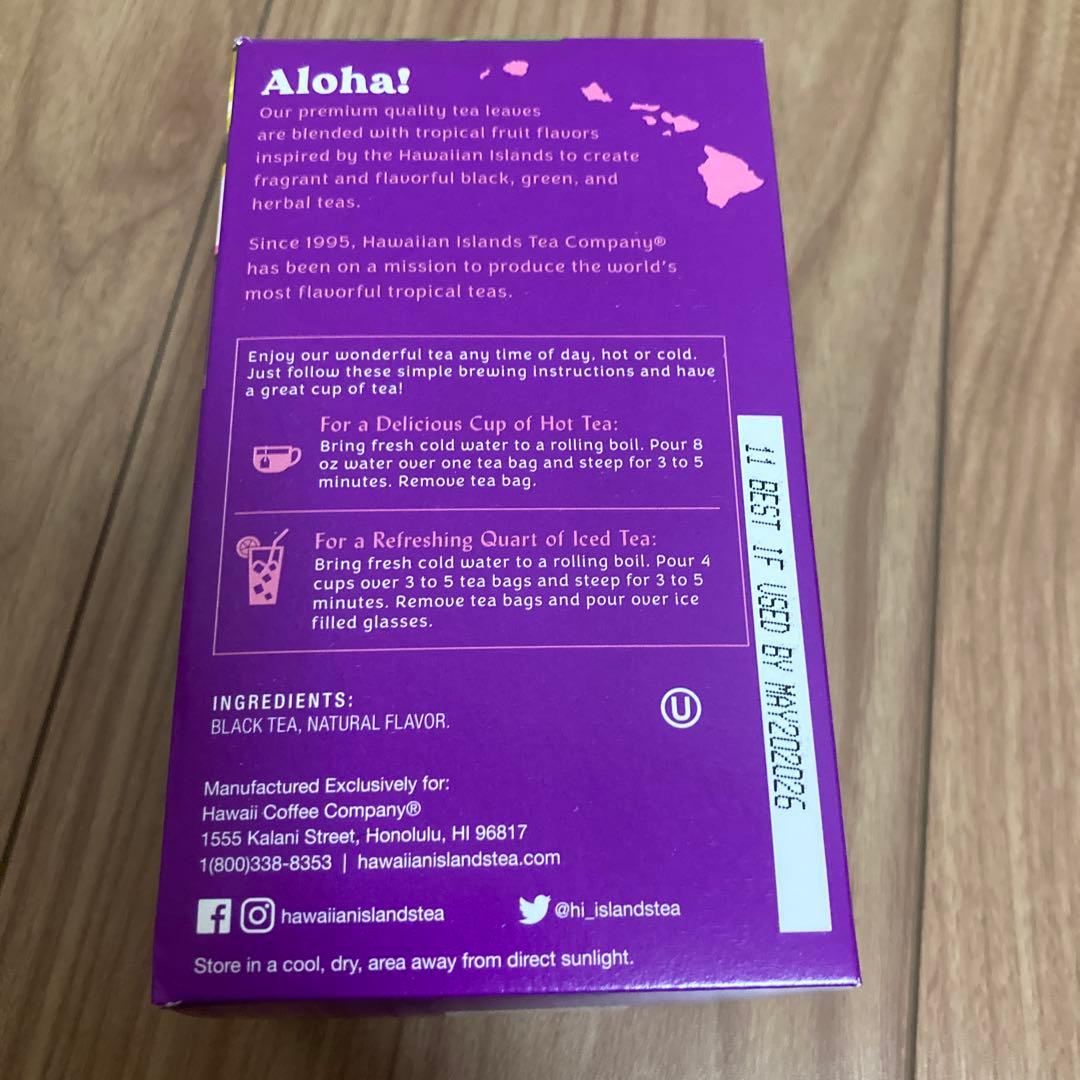 Aloha!
Our premium quality tea leaves
are blended with tropical fruit flavors
inspired by the Hawaiian Islands to create
fragrant and flavorful black, green, and
herbal teas.
Since 1995, Hawaiian Islands Tea Company®
has been on a mission to produce the world's
most flavorful tropical teas.
Enjoy our wonderful tea any time of day, hot or cold.
Just follow these simple brewing instructions and have
a great cup of tea!
For a Delicious Cup of Hot Tea:
Bring fresh cold water to a rolling boil. Pour 8
oz water over one tea bag and steep for 3 to 5
minutes. Remove tea bag.
For a Refreshing Quart of Iced Tea:
Bring fresh cold water to a rolling boil. Pour 4
cups over 3 to 5 tea bags and steep for 3 to 5
minutes. Remove tea bags and pour over ice
filled glasses.
11 BEST IF USED BY MAY202026
INGREDIENTS:
BLACK TEA, NATURAL FLAVOR.
U
Manufactured Exclusively for:
Hawaii Coffee Company®
1555 Kalani Street, Honolulu, HI 96817
1(800)338-8353 | hawaiianislandstea.com
hawaiianislandstea
@hi_islandstea
Store in a cool, dry, area away from direct sunlight.